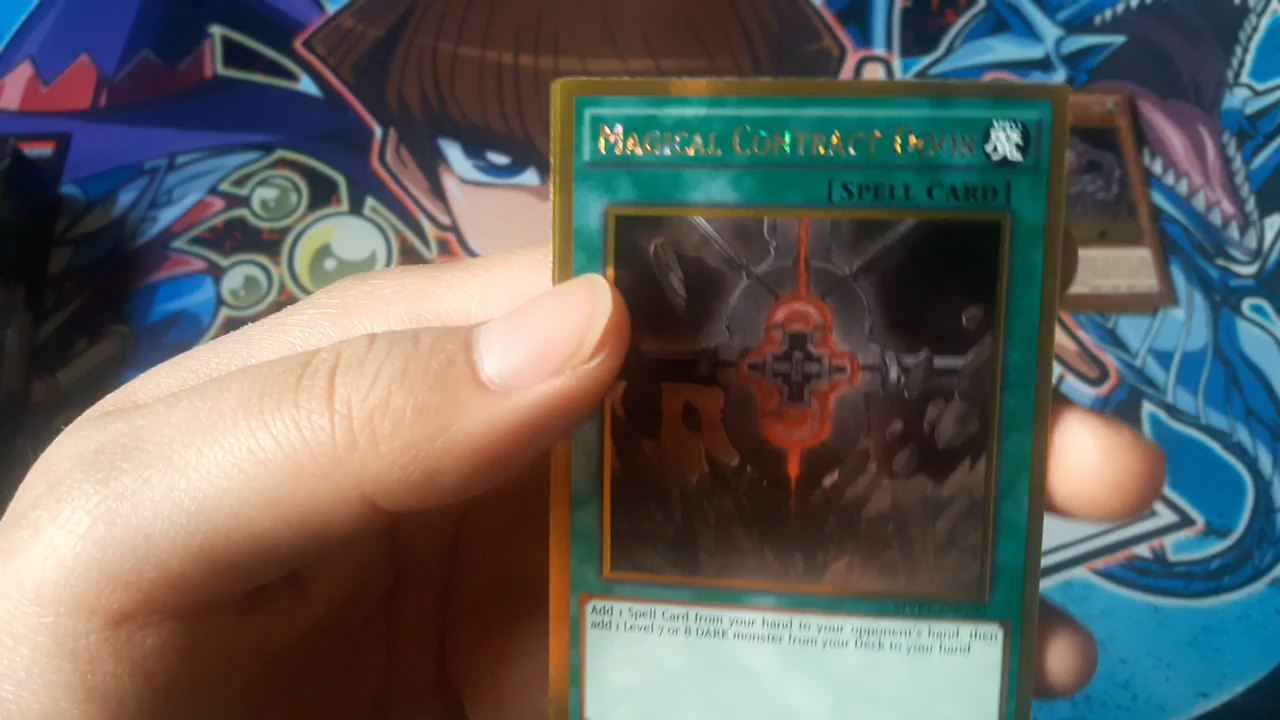 MAGICAL CONTRACT DOOR
[SPELL CARD]
Add 1 Spell Card from your hand to your opponent's hand, then
add 1 Level 7 or 8 DARK monster from your Deck to your hand.